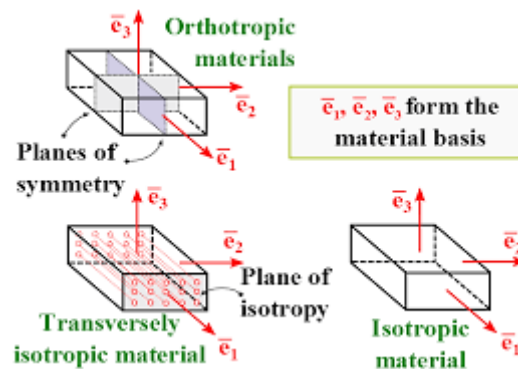 ē₃
Orthotropic
materials
ē₂
ē₁
Planes of
symmetry
ē₁, ē₂, ē₃ form the
material basis
ē₃
ē₂
Plane of
isotropy
ē₁
Transversely
isotropic material
ē₃
ē₁
Isotropic
material